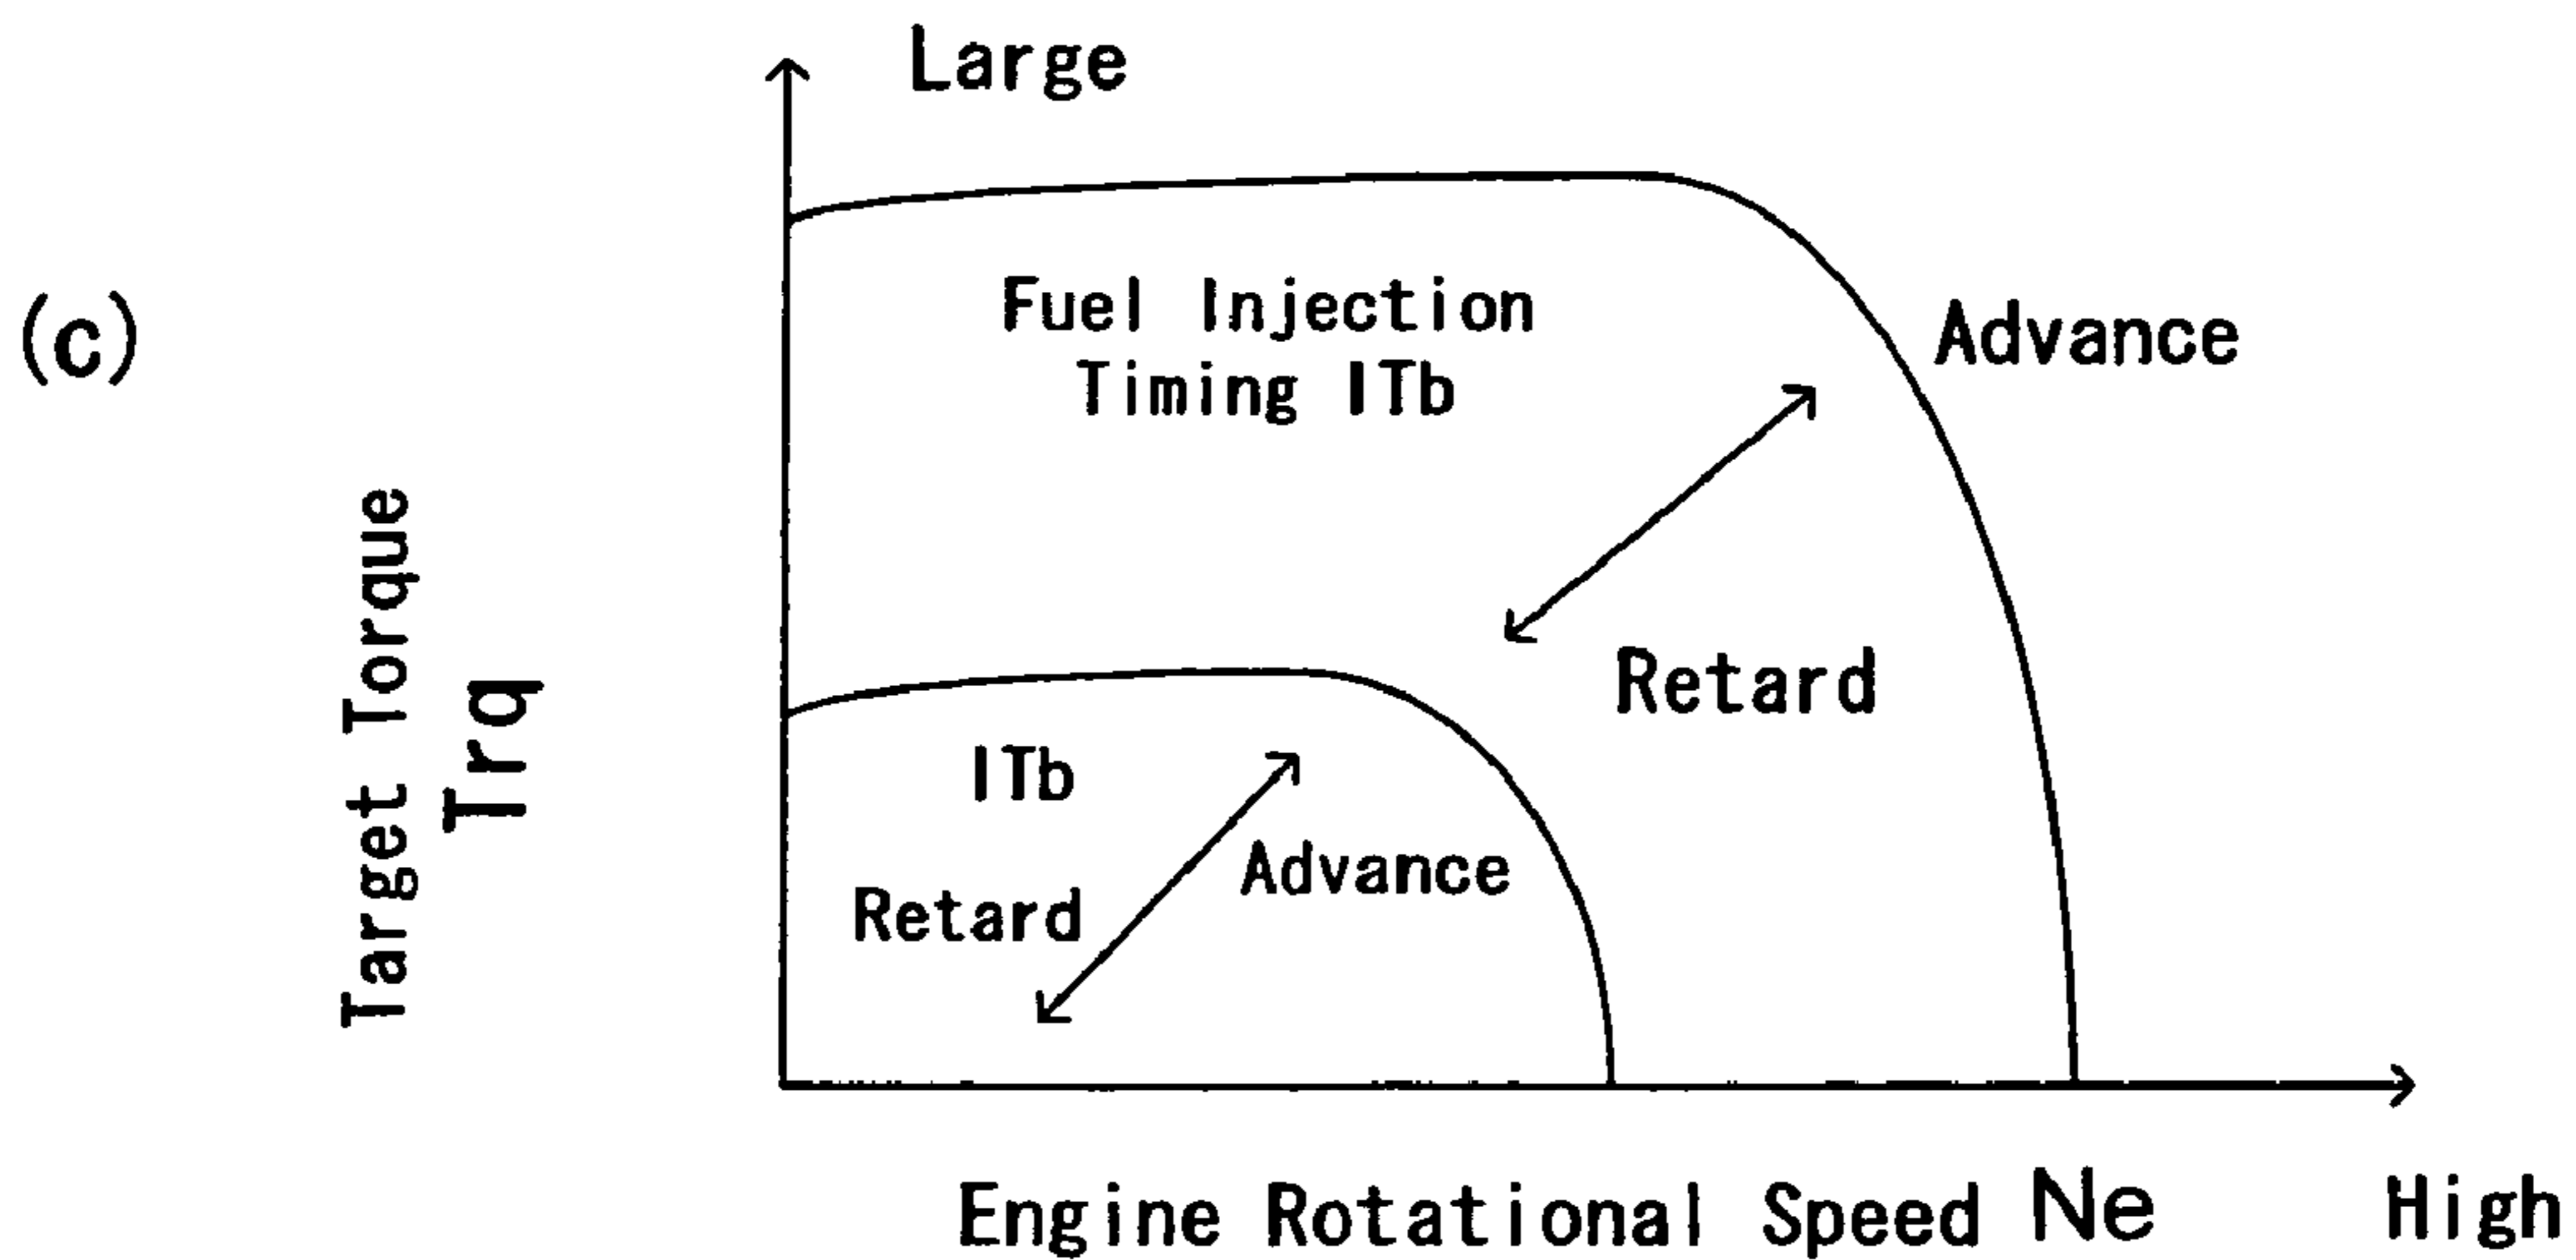 Large
(c)
Fuel Injection
Timing ITb
Advance
Target Torque
Trq
Retard
ITb
Advance
Retard
Engine Rotational Speed Ne
High